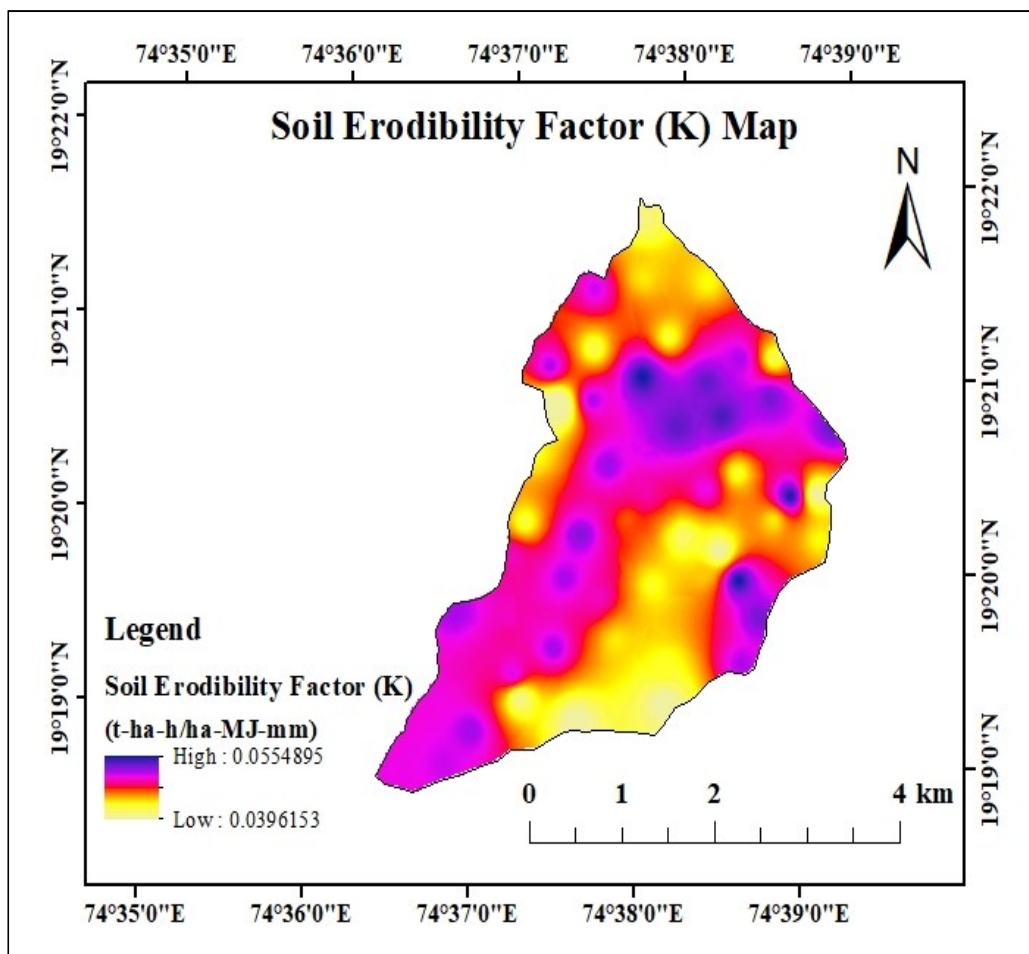 74°35'0"E 74°36'0"E 74°37'0"E 74°38'0"E 74°39'0"E
Soil Erodibility Factor (K) Map
N
19°22'0"N
19°21'0"N
19°20'0"N
19°19'0"N
19°22'0"N
19°21'0"N
19°20'0"N
19°19'0"N
Legend
Soil Erodibility Factor (K)
(t-ha-h/ha-MJ-mm)
High : 0.0554895
Low : 0.0396153
0 1 2 4 km
74°35'0"E 74°36'0"E 74°37'0"E 74°38'0"E 74°39'0"E